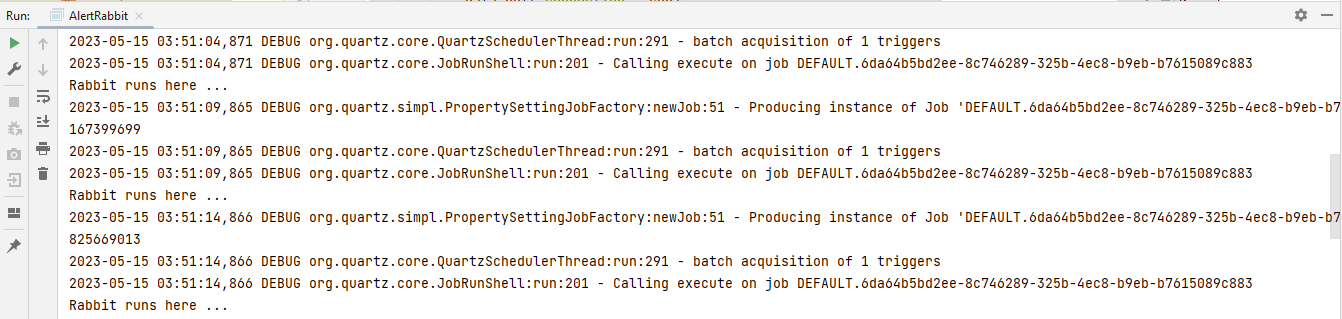 Run: AlertRabbit
2023-05-15 03:51:04,871 DEBUG org.quartz.core.QuartzSchedulerThread:run:291 - batch acquisition of 1 triggers
2023-05-15 03:51:04,871 DEBUG org.quartz.core.JobRunShell:run:201 - Calling execute on job DEFAULT.6da64b5bd2ee-8c746289-325b-4ec8-b9eb-b7615089c883
Rabbit runs here ...
2023-05-15 03:51:09,865 DEBUG org.quartz.simpl.PropertySettingJobFactory:newJob:51 - Producing instance of Job 'DEFAULT.6da64b5bd2ee-8c746289-325b-4ec8-b9eb-b7
167399699
2023-05-15 03:51:09,865 DEBUG org.quartz.core.QuartzSchedulerThread:run:291 - batch acquisition of 1 triggers
2023-05-15 03:51:09,865 DEBUG org.quartz.core.JobRunShell:run:201 - Calling execute on job DEFAULT.6da64b5bd2ee-8c746289-325b-4ec8-b9eb-b7615089c883
Rabbit runs here ...
2023-05-15 03:51:14,866 DEBUG org.quartz.simpl.PropertySettingJobFactory:newJob:51 - Producing instance of Job 'DEFAULT.6da64b5bd2ee-8c746289-325b-4ec8-b9eb-b7
825669013
2023-05-15 03:51:14,866 DEBUG org.quartz.core.QuartzSchedulerThread:run:291 - batch acquisition of 1 triggers
2023-05-15 03:51:14,866 DEBUG org.quartz.core.JobRunShell:run:201 - Calling execute on job DEFAULT.6da64b5bd2ee-8c746289-325b-4ec8-b9eb-b7615089c883
Rabbit runs here ...